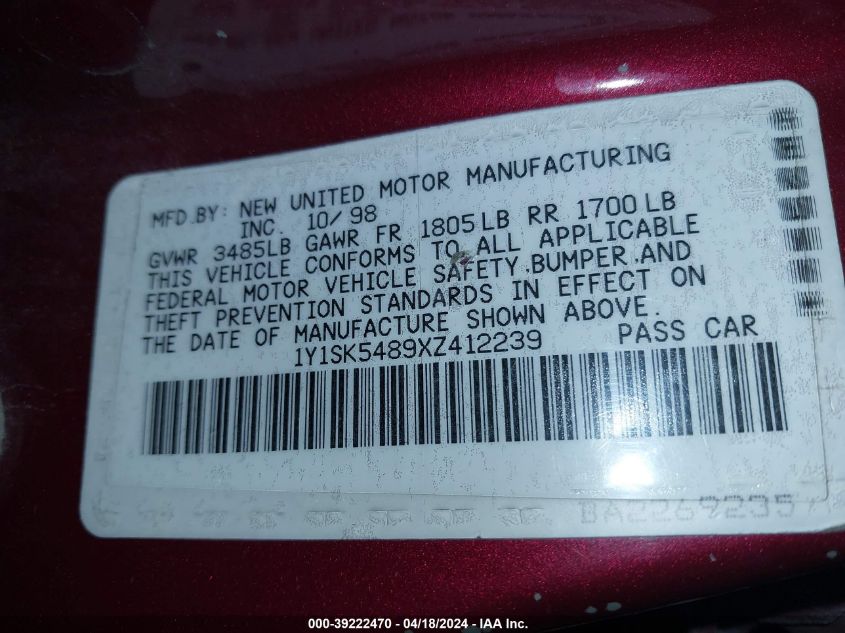 MFD.BY: NEW UNITED MOTOR MANUFACTURING
INC. 10/98
GVWR 3485LB GAWR FR 1805LB RR 1700LB
THIS VEHICLE CONFORMS TO ALL APPLICABLE
FEDERAL MOTOR VEHICLE SAFETY,BUMPER,AND
THEFT PREVENTION STANDARDS IN EFFECT ON
THE DATE OF MANUFACTURE SHOWN ABOVE.
1Y1SK5489XZ412239 PASS CAR
BA2269235
000-39222470 - 04/18/2024 - IAA Inc.